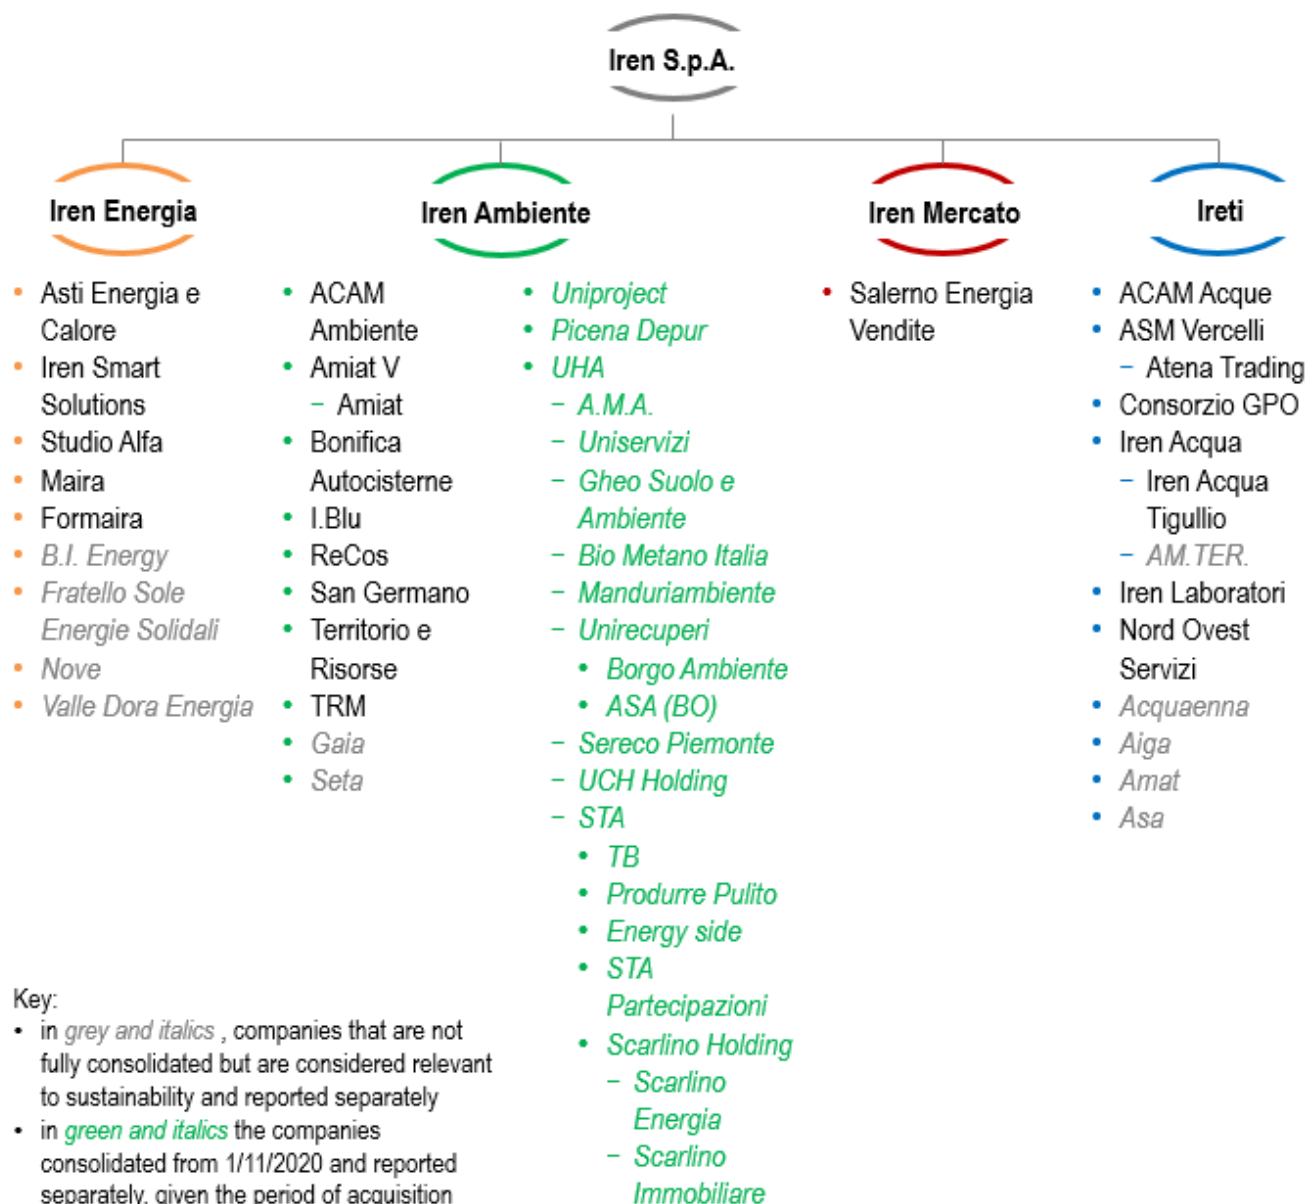 Iren S.p.A.
Iren Energia
Iren Ambiente
Iren Mercato
Ireti
• Asti Energia e
Calore
• Iren Smart
Solutions
• Studio Alfa
• Maira
• Formaira
• B.I. Energy
• Fratello Sole
Energie Solidali
• Nove
• Valle Dora Energia
• ACAM
Ambiente
• Amiat V
– Amiat
• Bonifica
Autocisterne
• I.Blu
• ReCos
• San Germano
• Territorio e
Risorse
• TRM
• Gaia
• Seta
• Uniproject
• Picena Depur
• UHA
– A.M.A.
– Uniservizi
– Gheo Suolo e
Ambiente
– Bio Metano Italia
– Manduriambiente
– Unirecuperi
• Borgo Ambiente
• ASA (BO)
– Sereco Piemonte
– UCH Holding
– STA
• TB
• Produrre Pulito
• Energy side
• STA
Partecipazioni
• Scarlino Holding
– Scarlino
Energia
– Scarlino
Immobiliare
• Salerno Energia
Vendite
• ACAM Acque
• ASM Vercelli
– Atena Trading
• Consorzio GPO
• Iren Acqua
– Iren Acqua
Tigullio
– AM.TER.
• Iren Laboratori
• Nord Ovest
Servizi
• Acquaenna
• Aiga
• Amat
• Asa
Key:
• in grey and italics , companies that are not
fully consolidated but are considered relevant
to sustainability and reported separately
• in green and italics the companies
consolidated from 1/11/2020 and reported
separately, given the period of acquisition